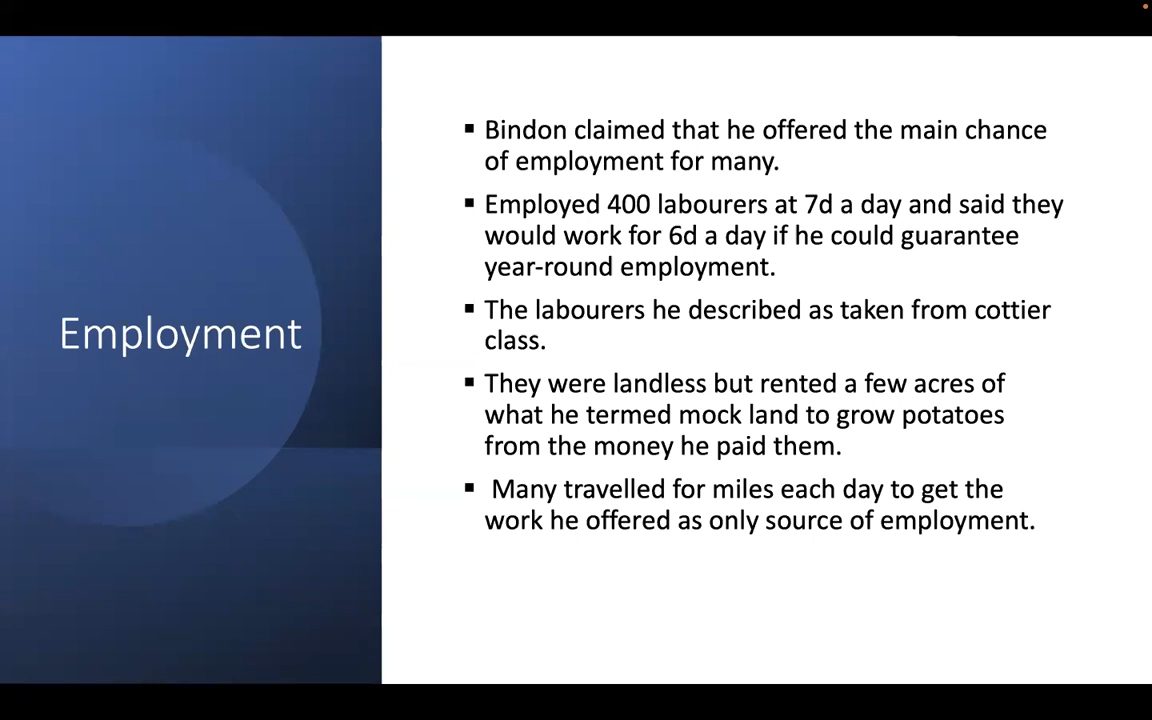 Employment
▪ Bindon claimed that he offered the main chance
of employment for many.
▪ Employed 400 labourers at 7d a day and said they
would work for 6d a day if he could guarantee
year-round employment.
▪ The labourers he described as taken from cottier
class.
▪ They were landless but rented a few acres of
what he termed mock land to grow potatoes
from the money he paid them.
▪ Many travelled for miles each day to get the
work he offered as only source of employment.